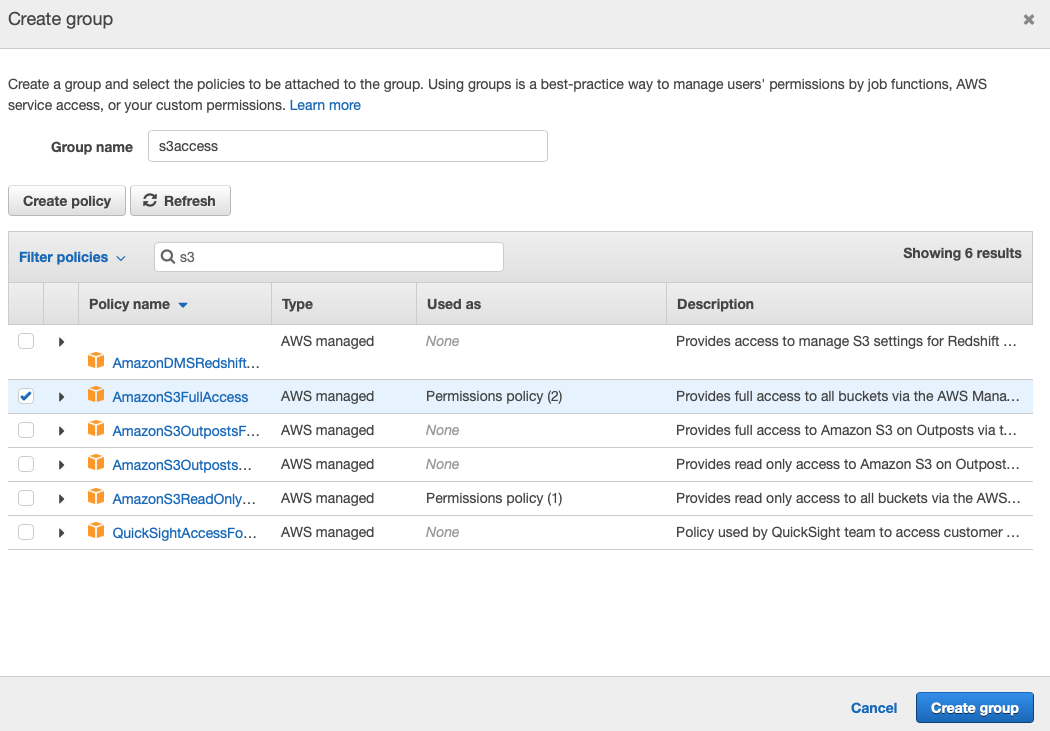 Create group
Create a group and select the policies to be attached to the group. Using groups is a best-practice way to manage users' permissions by job functions, AWS
service access, or your custom permissions. Learn more
Group name s3access
Create policy Refresh
Filter policies s3 Showing 6 results
Policy name Type Used as Description
AWS managed None Provides access to manage S3 settings for Redshift ...
AmazonDMSRedshift...
AmazonS3FullAccess AWS managed Permissions policy (2) Provides full access to all buckets via the AWS Mana...
AmazonS3OutpostsF... AWS managed None Provides full access to Amazon S3 on Outposts via t...
AmazonS3Outposts... AWS managed None Provides read only access to Amazon S3 on Outpost...
AmazonS3ReadOnly... AWS managed Permissions policy (1) Provides read only access to all buckets via the AWS...
QuickSightAccessFo... AWS managed None Policy used by QuickSight team to access customer ...
Cancel Create group